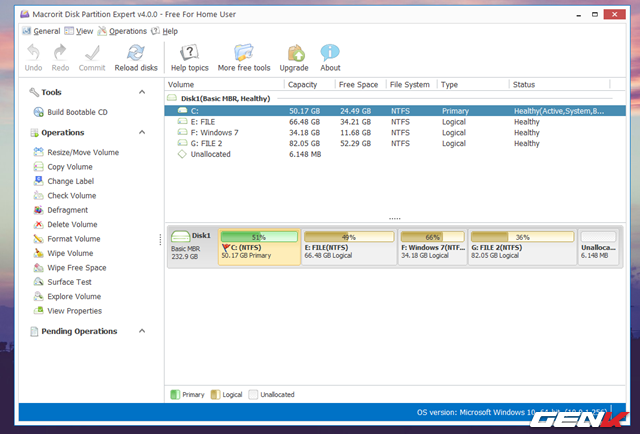 Macrorit Disk Partition Expert v4.0.0 - Free For Home User
General View Operations Help
Undo Redo Commit Reload disks Help topics More free tools Upgrade About
Tools
Build Bootable CD
Operations
Resize/Move Volume
Copy Volume
Change Label
Check Volume
Defragment
Delete Volume
Format Volume
Wipe Volume
Wipe Free Space
Surface Test
Explore Volume
View Properties
Pending Operations
Volume Capacity Free Space File System Type Status
Disk1(Basic MBR, Healthy)
C: 50.17 GB 24.49 GB NTFS Primary Healthy(Active,System,B...
E: FILE 66.48 GB 34.21 GB NTFS Logical Healthy
F: Windows 7 34.18 GB 11.68 GB NTFS Logical Healthy
G: FILE 2 82.05 GB 52.29 GB NTFS Logical Healthy
Unallocated 6.148 MB
Disk1
Basic MBR
232.9 GB
51%
C: (NTFS)
50.17 GB Primary
49%
E: FILE(NTFS)
66.48 GB Logical
66%
F: Windows 7(NTF...
34.18 GB Logical
36%
G: FILE 2(NTFS)
82.05 GB Logical
Unalloca...
6.148 MB
Primary Logical Unallocated
OS version: Microsoft Windows 10
GENK